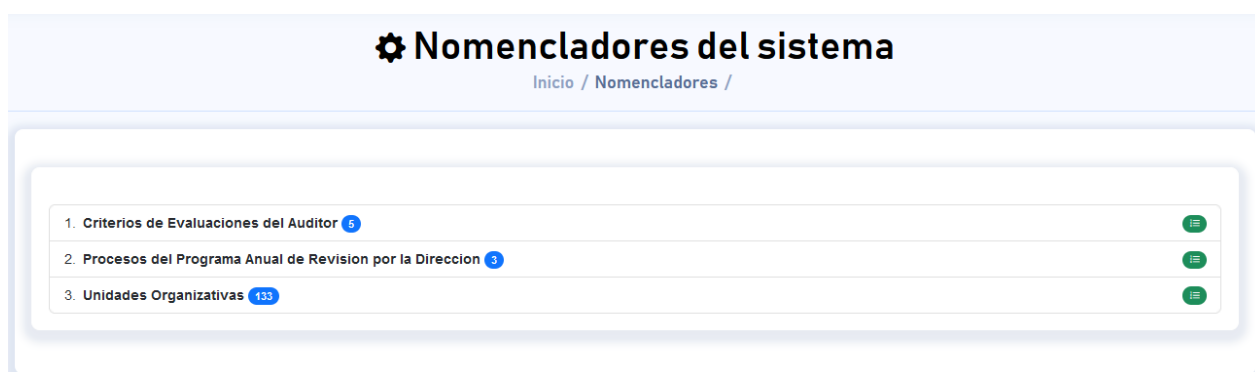 Nomencladores del sistema
Inicio / Nomencladores /
1. Criterios de Evaluaciones del Auditor 5
2. Procesos del Programa Anual de Revision por la Direccion 3
3. Unidades Organizativas 133